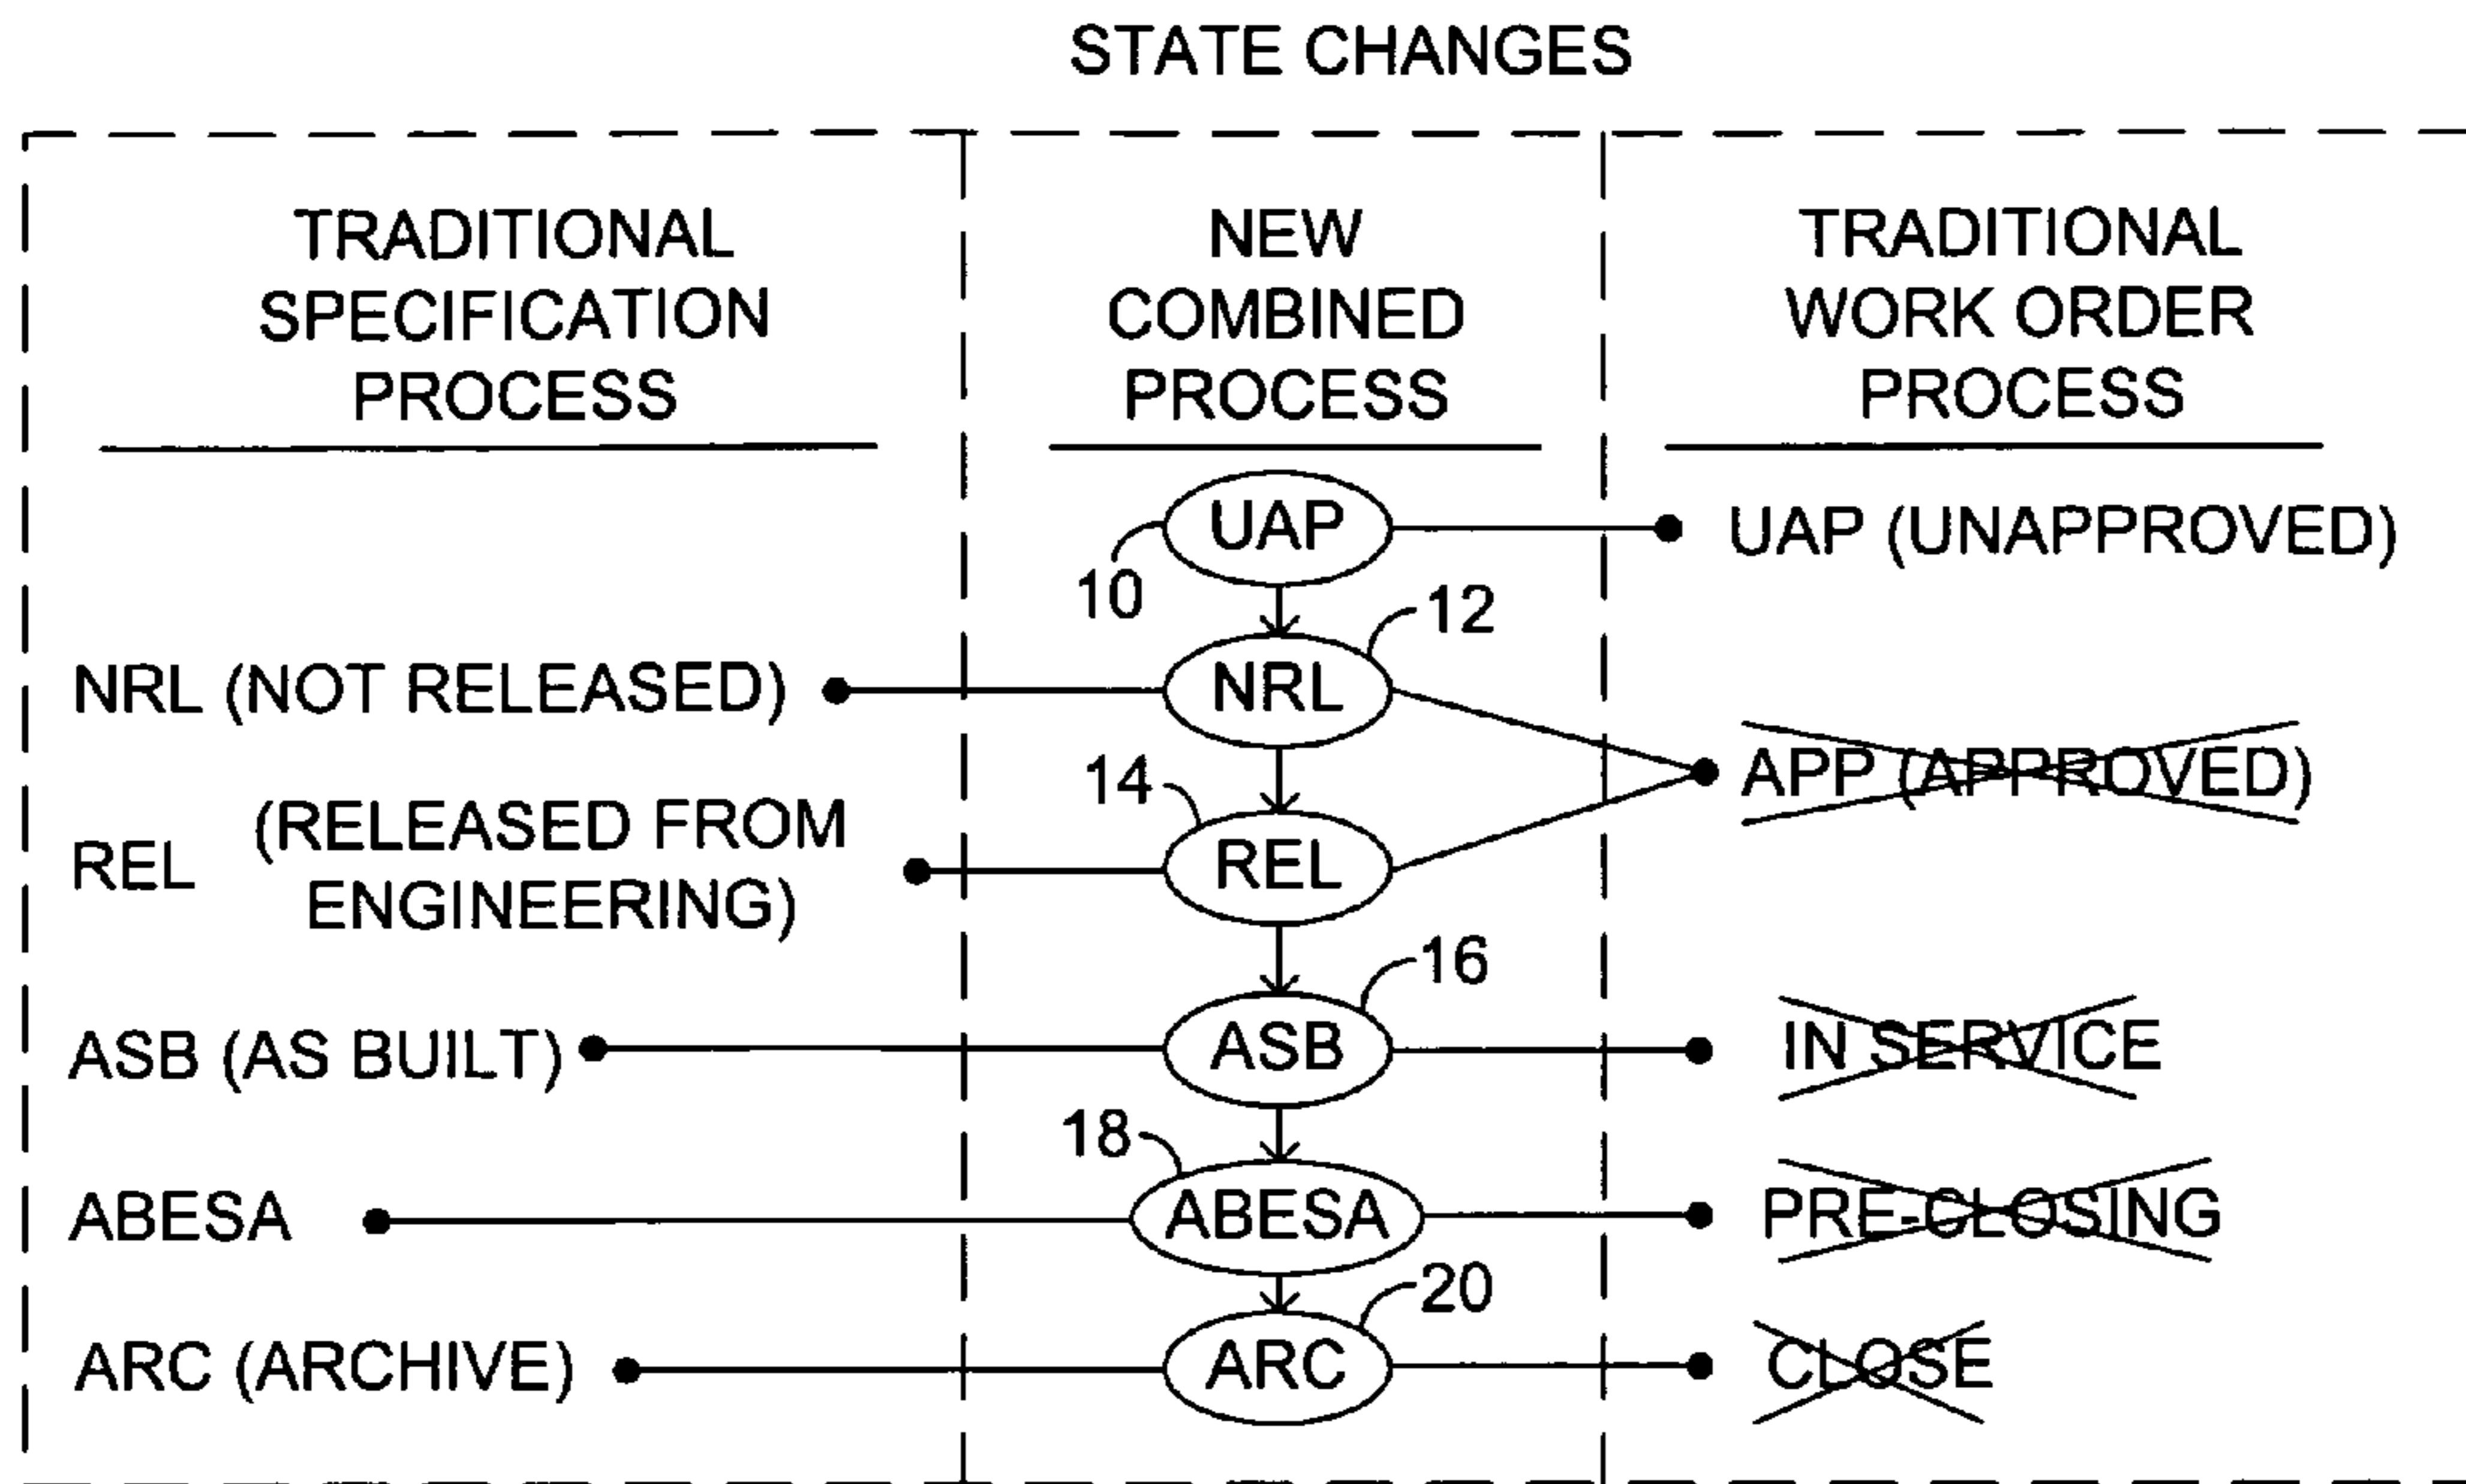 STATE CHANGES
TRADITIONAL
SPECIFICATION
PROCESS
NEW
COMBINED
PROCESS
TRADITIONAL
WORK ORDER
PROCESS
UAP
UAP (UNAPPROVED)
10
12
NRL (NOT RELEASED)
NRL
APP (APPROVED)
14
REL
(RELEASED FROM
ENGINEERING)
REL
16
ASB (AS BUILT)
ASB
IN SERVICE
18
ABESA
ABESA
PRE-CLOSING
20
ARC (ARCHIVE)
ARC
CLOSE